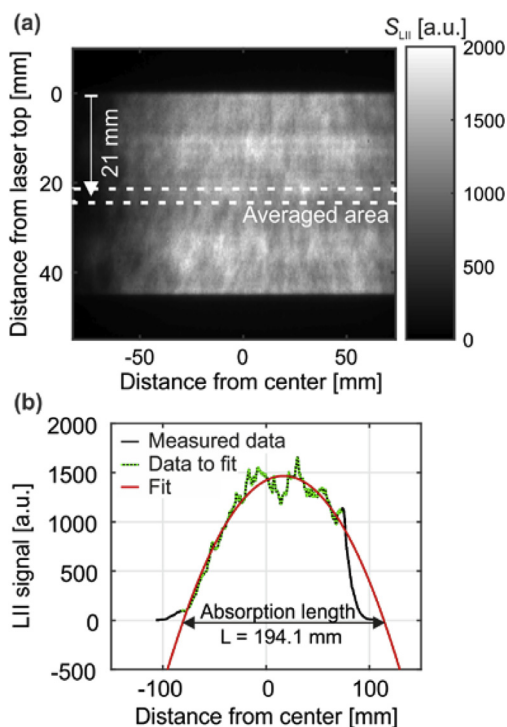 (a)
S_LII [a.u.]
2000
1500
1000
500
0
Distance from laser top [mm]
0
20
40
21 mm
Averaged area
-50
0
50
Distance from center [mm]
(b)
2000
1500
1000
500
0
-500
LII signal [a.u.]
Measured data
Data to fit
Fit
Absorption length
L = 194.1 mm
-100
0
100
Distance from center [mm]